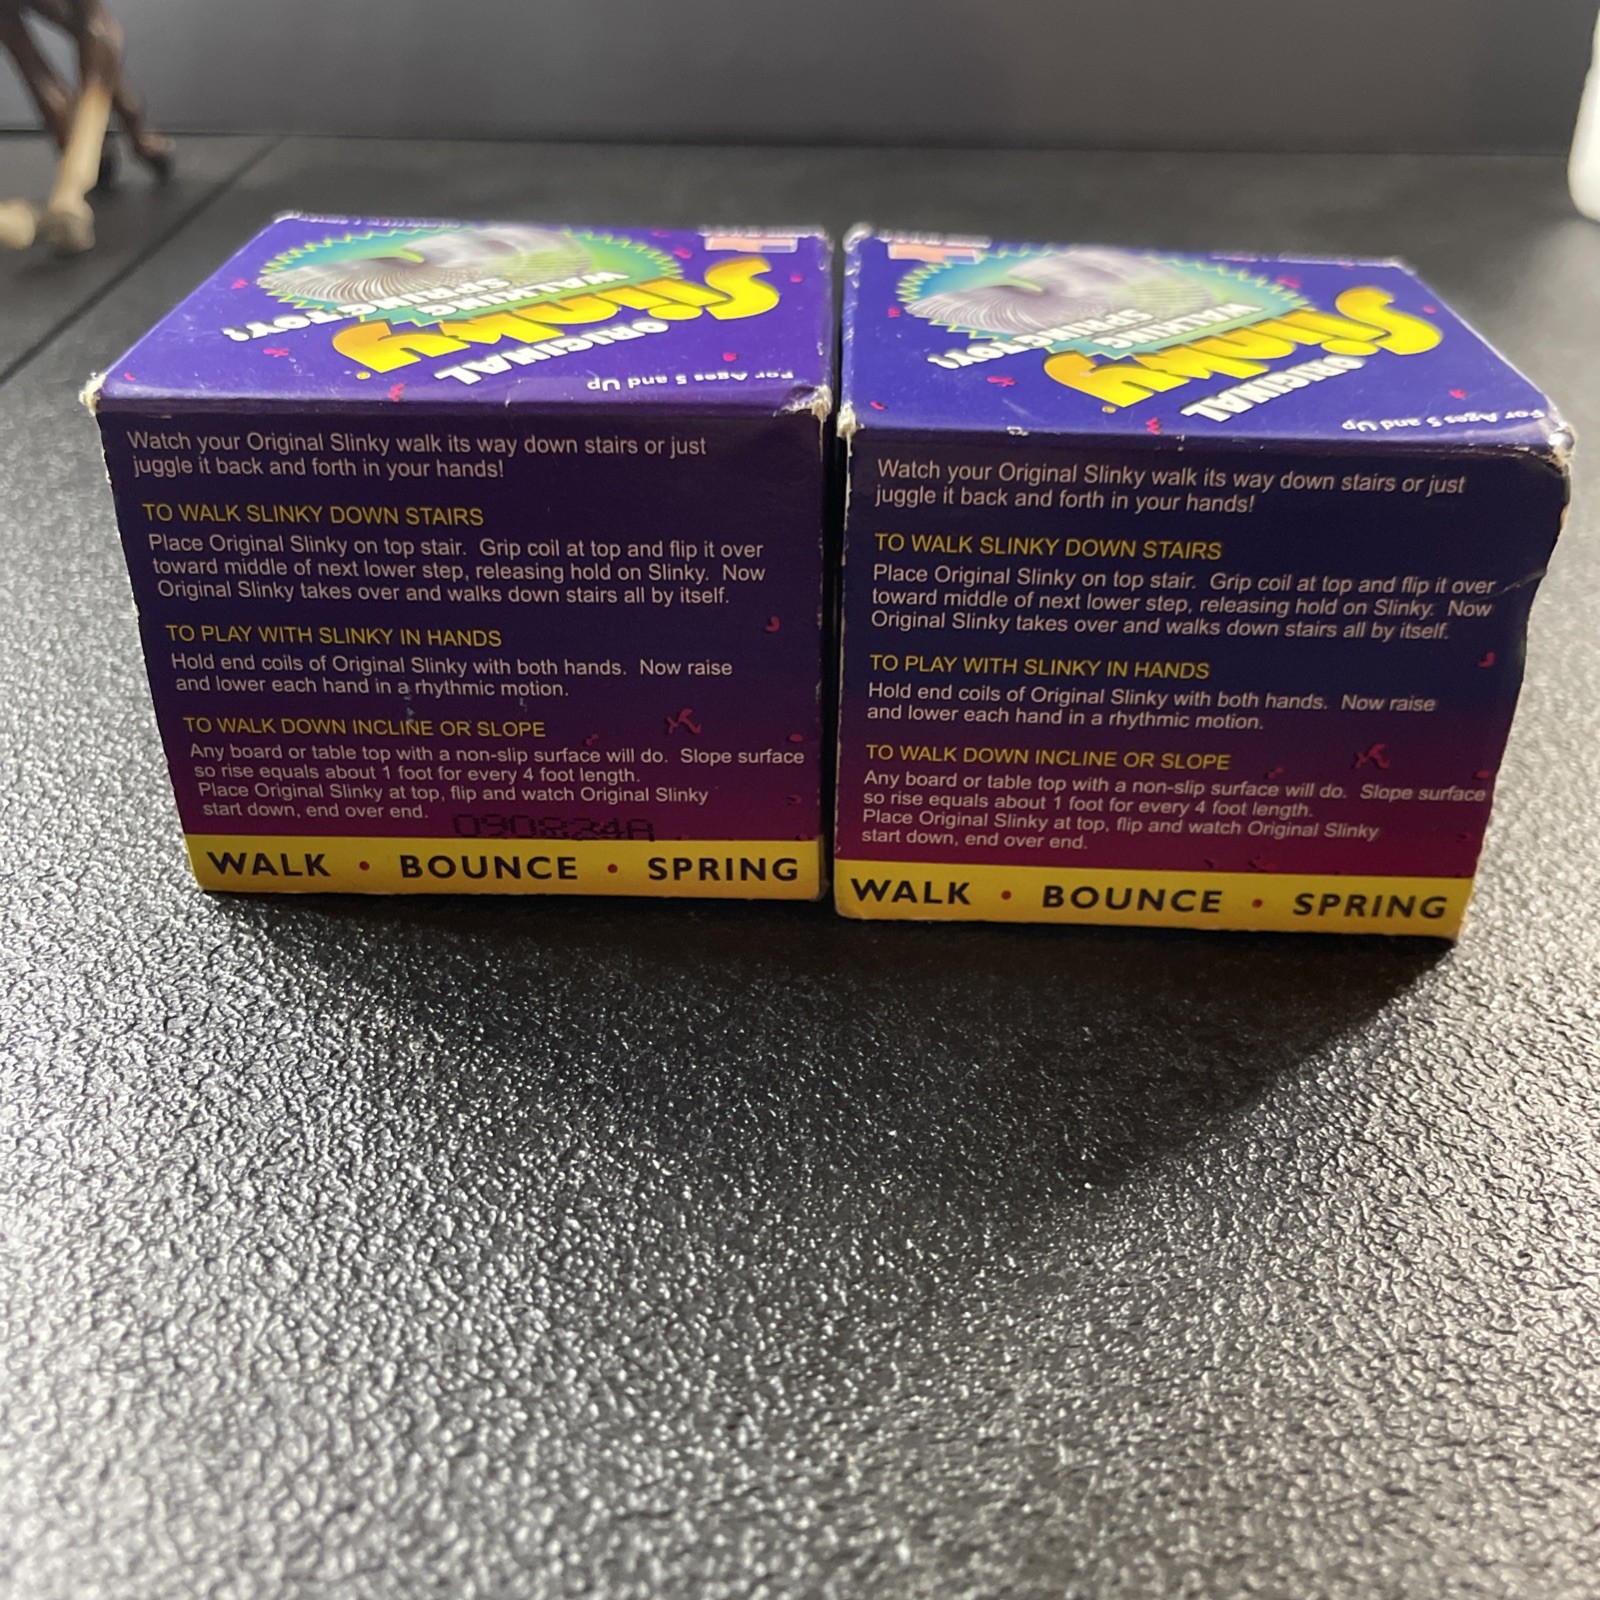 For Ages 5 and Up
ORIGINAL
Slinky®
WALKING
SPRING TOY!
Watch your Original Slinky walk its way down stairs or just
juggle it back and forth in your hands!
TO WALK SLINKY DOWN STAIRS
Place Original Slinky on top stair. Grip coil at top and flip it over
toward middle of next lower step, releasing hold on Slinky. Now
Original Slinky takes over and walks down stairs all by itself.
TO PLAY WITH SLINKY IN HANDS
Hold end coils of Original Slinky with both hands. Now raise
and lower each hand in a rhythmic motion.
TO WALK DOWN INCLINE OR SLOPE
Any board or table top with a non-slip surface will do. Slope surface
so rise equals about 1 foot for every 4 foot length.
Place Original Slinky at top, flip and watch Original Slinky
start down, end over end.
090834A
WALK • BOUNCE • SPRING
For Ages 5 and Up
ORIGINAL
Slinky®
WALKING
SPRING TOY!
Watch your Original Slinky walk its way down stairs or just
juggle it back and forth in your hands!
TO WALK SLINKY DOWN STAIRS
Place Original Slinky on top stair. Grip coil at top and flip it over
toward middle of next lower step, releasing hold on Slinky. Now
Original Slinky takes over and walks down stairs all by itself.
TO PLAY WITH SLINKY IN HANDS
Hold end coils of Original Slinky with both hands. Now raise
and lower each hand in a rhythmic motion.
TO WALK DOWN INCLINE OR SLOPE
Any board or table top with a non-slip surface will do. Slope surface
so rise equals about 1 foot for every 4 foot length.
Place Original Slinky at top, flip and watch Original Slinky
start down, end over end.
WALK • BOUNCE • SPRING